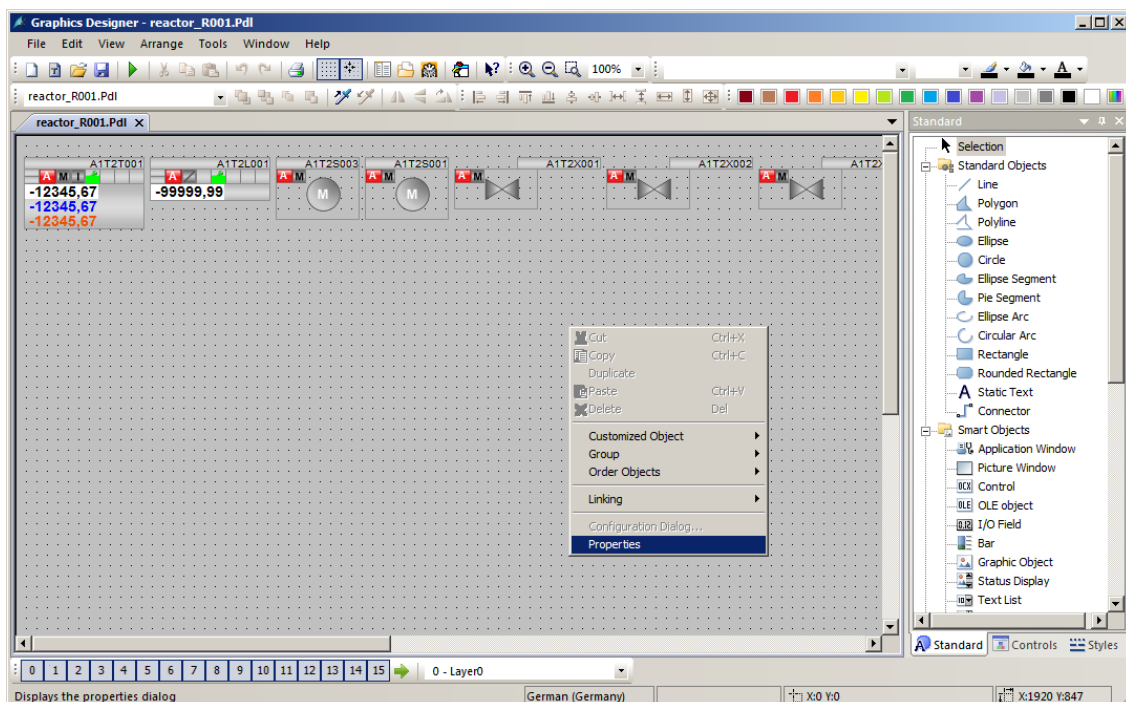 Graphics Designer - reactor_R001.Pdl
File Edit View Arrange Tools Window Help
100%
reactor_R001.Pdl
reactor_R001.Pdl X
Standard
A1T2T001 A1T2L001 A1T2S003 A1T2S001 A1T2X001 A1T2X002 A1T2X
A M I A A M A M A M A M A M
-12345,67 -99999,99 M M
-12345,67
-12345,67
Cut Ctrl+X
Copy Ctrl+C
Duplicate
Paste Ctrl+V
Delete Del
Customized Object
Group
Order Objects
Linking
Configuration Dialog...
Properties
Selection
Standard Objects
Line
Polygon
Polyline
Ellipse
Circle
Ellipse Segment
Pie Segment
Ellipse Arc
Circular Arc
Rectangle
Rounded Rectangle
A Static Text
Connector
Smart Objects
Application Window
Picture Window
OCX Control
OLE OLE object
0.12 I/O Field
Bar
Graphic Object
Status Display
Text List
Standard Controls Styles
0 1 2 3 4 5 6 7 8 9 10 11 12 13 14 15 0 - Layer0
Displays the properties dialog German (Germany) X:0 Y:0 X:1920 Y:847